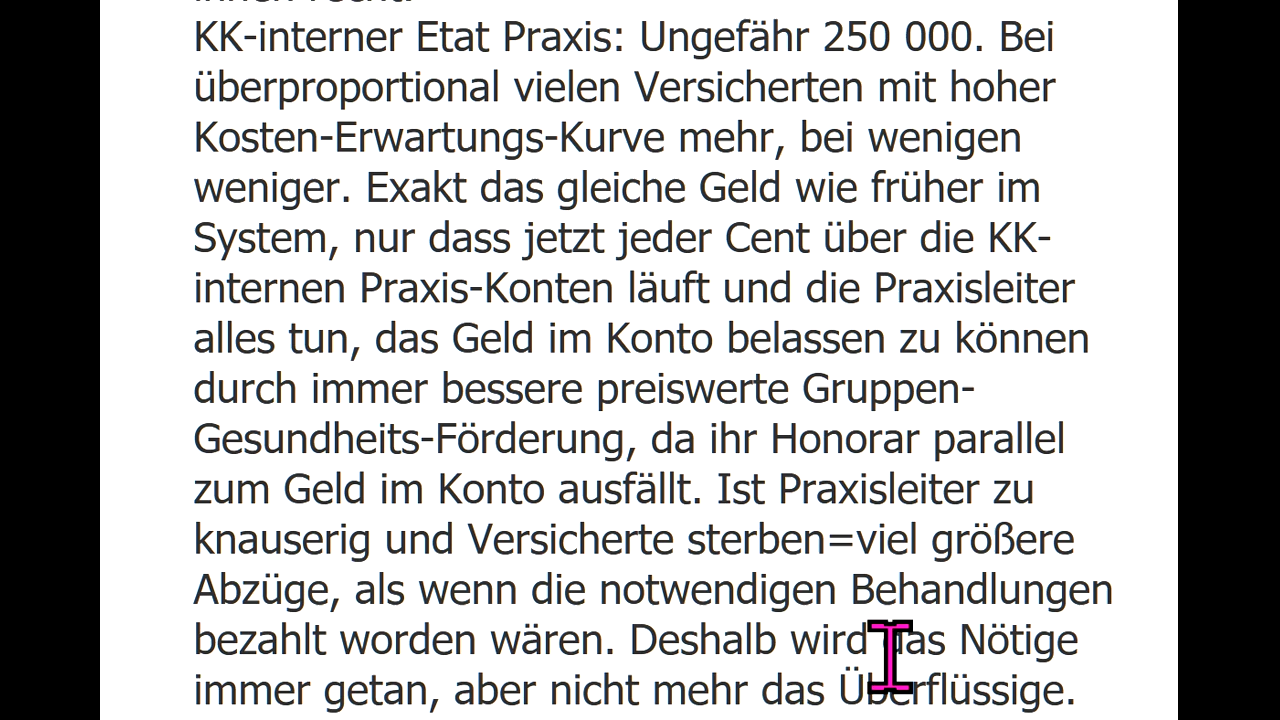 KK-interner Etat Praxis: Ungefähr 250 000. Bei
überproportional vielen Versicherten mit hoher
Kosten-Erwartungs-Kurve mehr, bei wenigen
weniger. Exakt das gleiche Geld wie früher im
System, nur dass jetzt jeder Cent über die KK-
internen Praxis-Konten läuft und die Praxisleiter
alles tun, das Geld im Konto belassen zu können
durch immer bessere preiswerte Gruppen-
Gesundheits-Förderung, da ihr Honorar parallel
zum Geld im Konto ausfällt. Ist Praxisleiter zu
knauserig und Versicherte sterben=viel größere
Abzüge, als wenn die notwendigen Behandlungen
bezahlt worden wären. Deshalb wird das Nötige
immer getan, aber nicht mehr das Überflüssige.